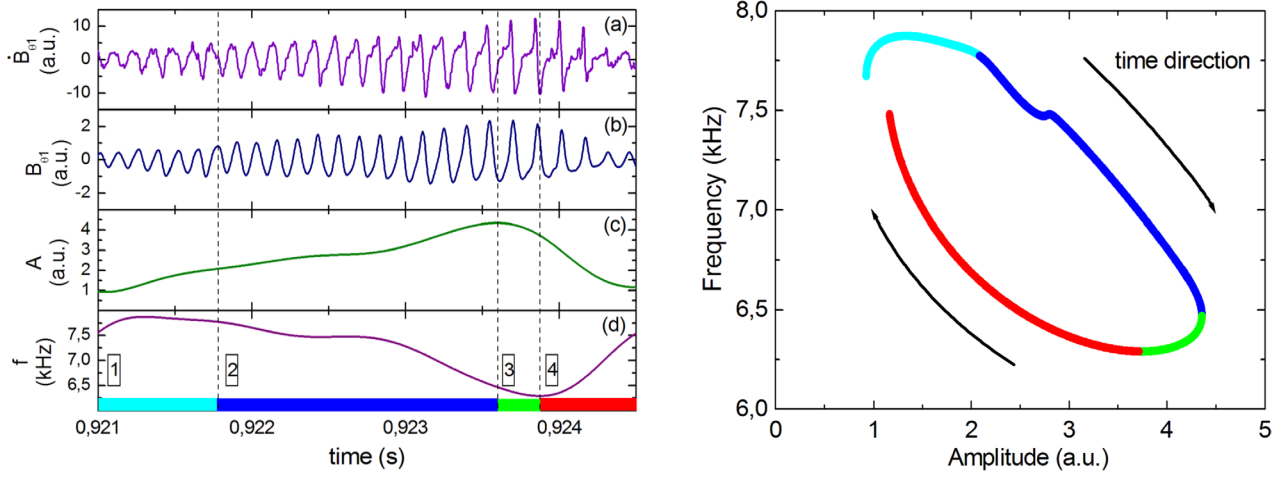 (a)
Ḃθ1
(a.u.)
10
0
-10
(b)
Bθ1
(a.u.)
2
0
-2
(c)
A
(a.u.)
4
3
2
1
(d)
f
(kHz)
7,5
7,0
6,5
1
2
3
4
0,921
0,922
0,923
0,924
time (s)
8,0
7,5
7,0
6,5
6,0
Frequency (kHz)
time direction
0
1
2
3
4
5
Amplitude (a.u.)